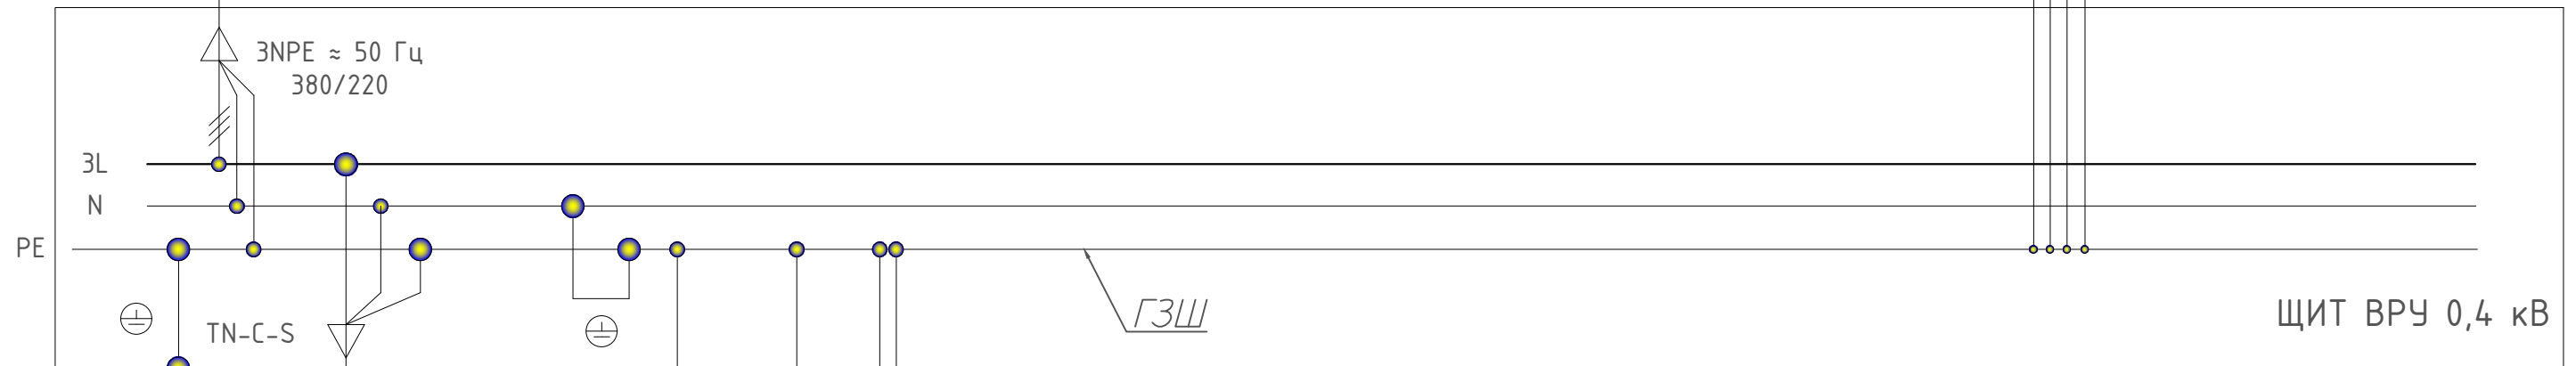 3NPE ≈ 50 Гц
380/220
3L
N
PE
TN-C-S
ГЗШ
ЩИТ ВРУ 0,4 кВ